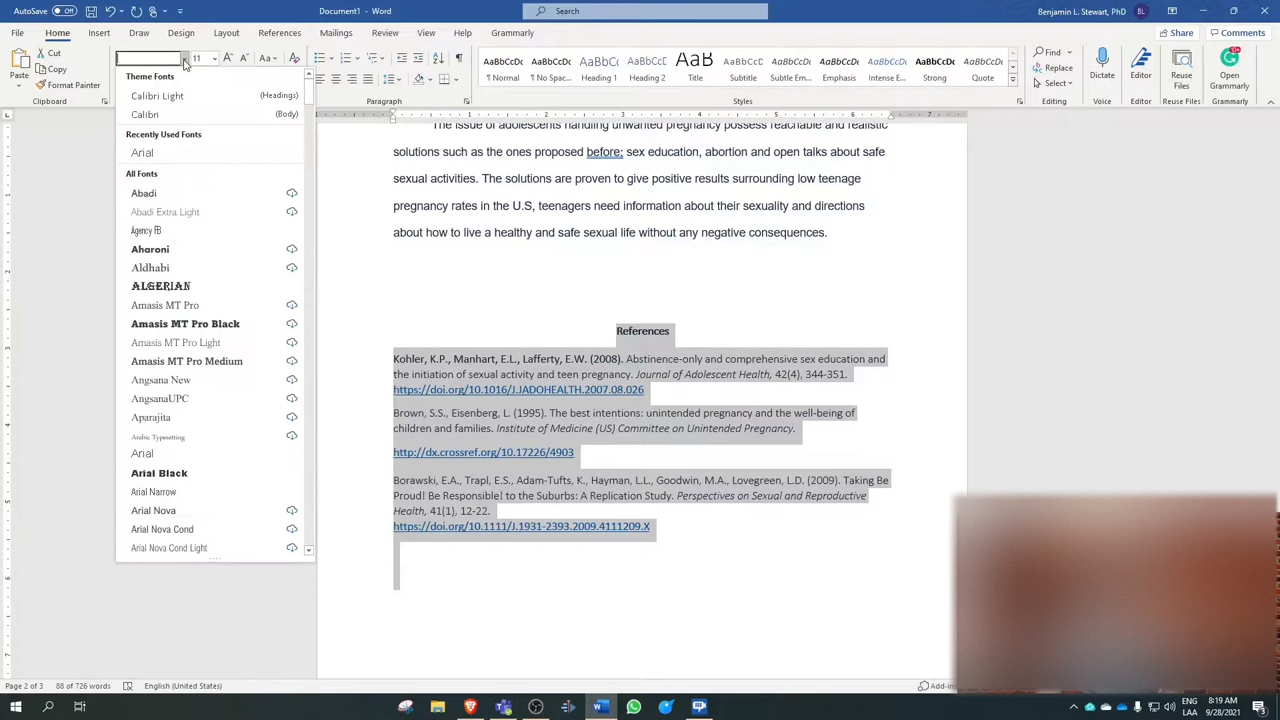 AutoSave
Off
Document1
Search
Benjamin L. Stewart, PhD
BL
File
Home
Insert
Draw
Design
Layout
References
Mailings
Review
View
Help
Grammarly
Share
Comments
Paste
Cut
Copy
Format Painter
Clipboard
11
Aa
Paragraph
AaBbCcDc
¶ Normal
AaBbCcDc
¶ No Spac...
AaBbCc
Heading 1
AaBbCcD
Heading 2
AaB
Title
AaBbCcD
Subtitle
AaBbCcDt
Subtle Em...
AaBbCcDt
Emphasis
AaBbCcDt
Intense E...
AaBbCcDc
Strong
AaBbCcDt
Quote
Styles
Find
Replace
Select
Editing
Dictate
Voice
Editor
Editor
Reuse
Files
Reuse Files
Open
Grammarly
Grammarly
Theme Fonts
Calibri Light (Headings)
Calibri (Body)
Recently Used Fonts
Arial
All Fonts
Abadi
Abadi Extra Light
Agency FB
Aharoni
Aldhabi
ALGERIAN
Amasis MT Pro
Amasis MT Pro Black
Amasis MT Pro Light
Amasis MT Pro Medium
Angsana New
AngsanaUPC
Aparajita
Arabic Typesetting
Arial
Arial Black
Arial Narrow
Arial Nova
Arial Nova Cond
Arial Nova Cond Light
The issue of adolescents handling unwanted pregnancy possess reachable and realistic
solutions such as the ones proposed before; sex education, abortion and open talks about safe
sexual activities. The solutions are proven to give positive results surrounding low teenage
pregnancy rates in the U.S, teenagers need information about their sexuality and directions
about how to live a healthy and safe sexual life without any negative consequences.
References
Kohler, K.P., Manhart, E.L., Lafferty, E.W. (2008). Abstinence-only and comprehensive sex education and
the initiation of sexual activity and teen pregnancy. Journal of Adolescent Health, 42(4), 344-351.
https://doi.org/10.1016/J.JADOHEALTH.2007.08.026
Brown, S.S., Eisenberg, L. (1995). The best intentions: unintended pregnancy and the well-being of
children and families. Institute of Medicine (US) Committee on Unintended Pregnancy.
http://dx.crossref.org/10.17226/4903
Borawski, E.A., Trapl, E.S., Adam-Tufts, K., Hayman, L.L., Goodwin, M.A., Lovegreen, L.D. (2009). Taking Be
Proud! Be Responsible! to the Suburbs: A Replication Study. Perspectives on Sexual and Reproductive
Health, 41(1), 12-22.
https://doi.org/10.1111/J.1931-2393.2009.4111209.X
Page 2 of 3
88 of 726 words
English (United States)
8:19 AM
LAA
9/28/2021